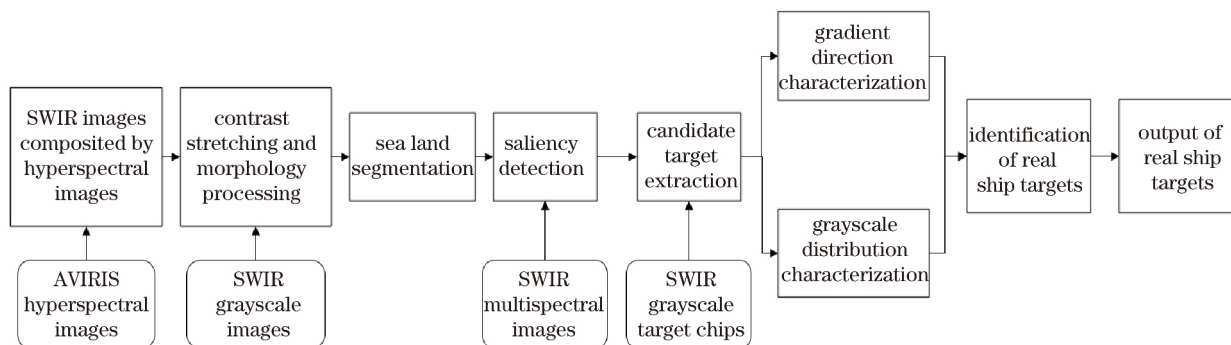 SWIR images
composited by
hyperspectral
images
contrast
stretching and
morphology
processing
sea land
segmentation
saliency
detection
candidate
target
extraction
gradient
direction
characterization
grayscale
distribution
characterization
identification
of real
ship targets
output of
real ship
targets
AVIRIS
hyperspectral
images
SWIR
grayscale
images
SWIR
multispectral
images
SWIR
grayscale
target chips